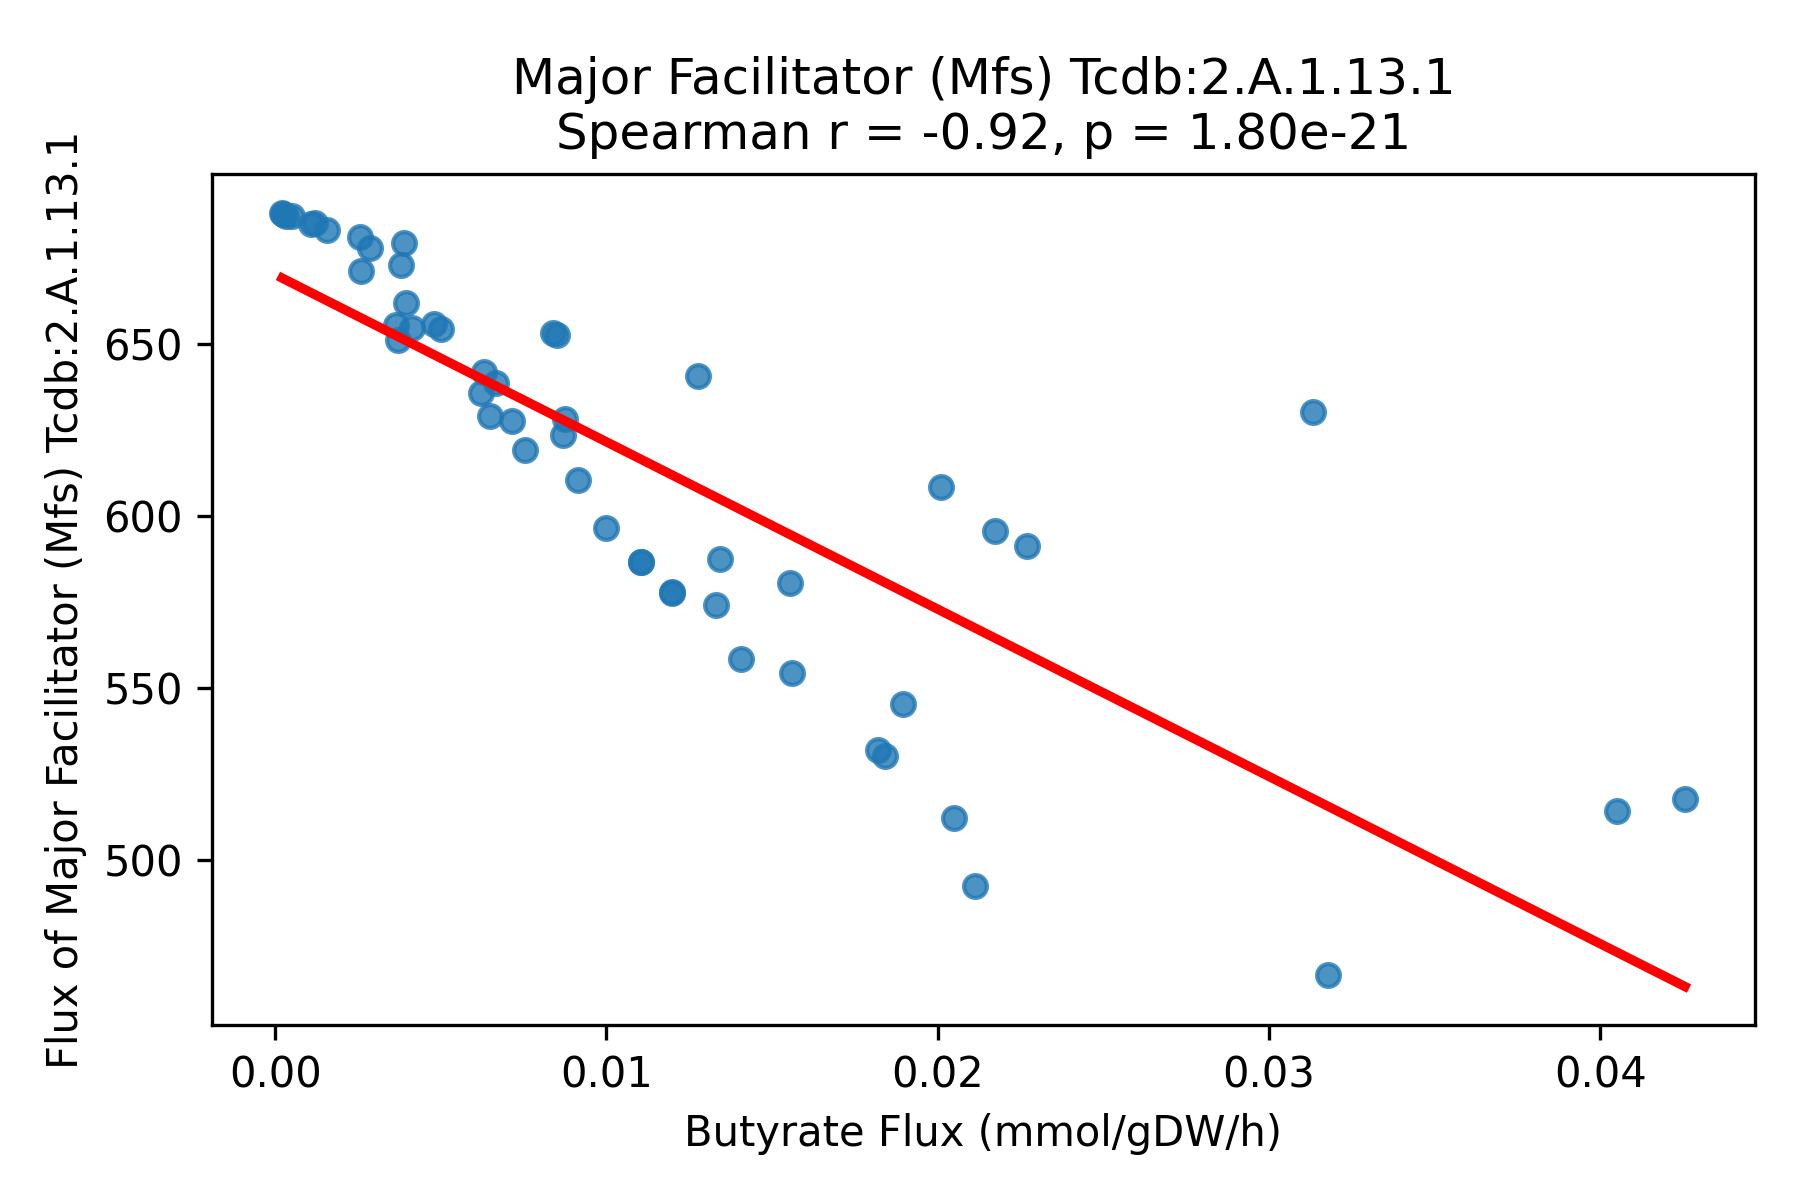 Major Facilitator (Mfs) Tcdb:2.A.1.13.1
Spearman r = -0.92, p = 1.80e-21
Flux of Major Facilitator (Mfs) Tcdb:2.A.1.13.1
650
600
550
500
0.00 0.01 0.02 0.03 0.04
Butyrate Flux (mmol/gDW/h)